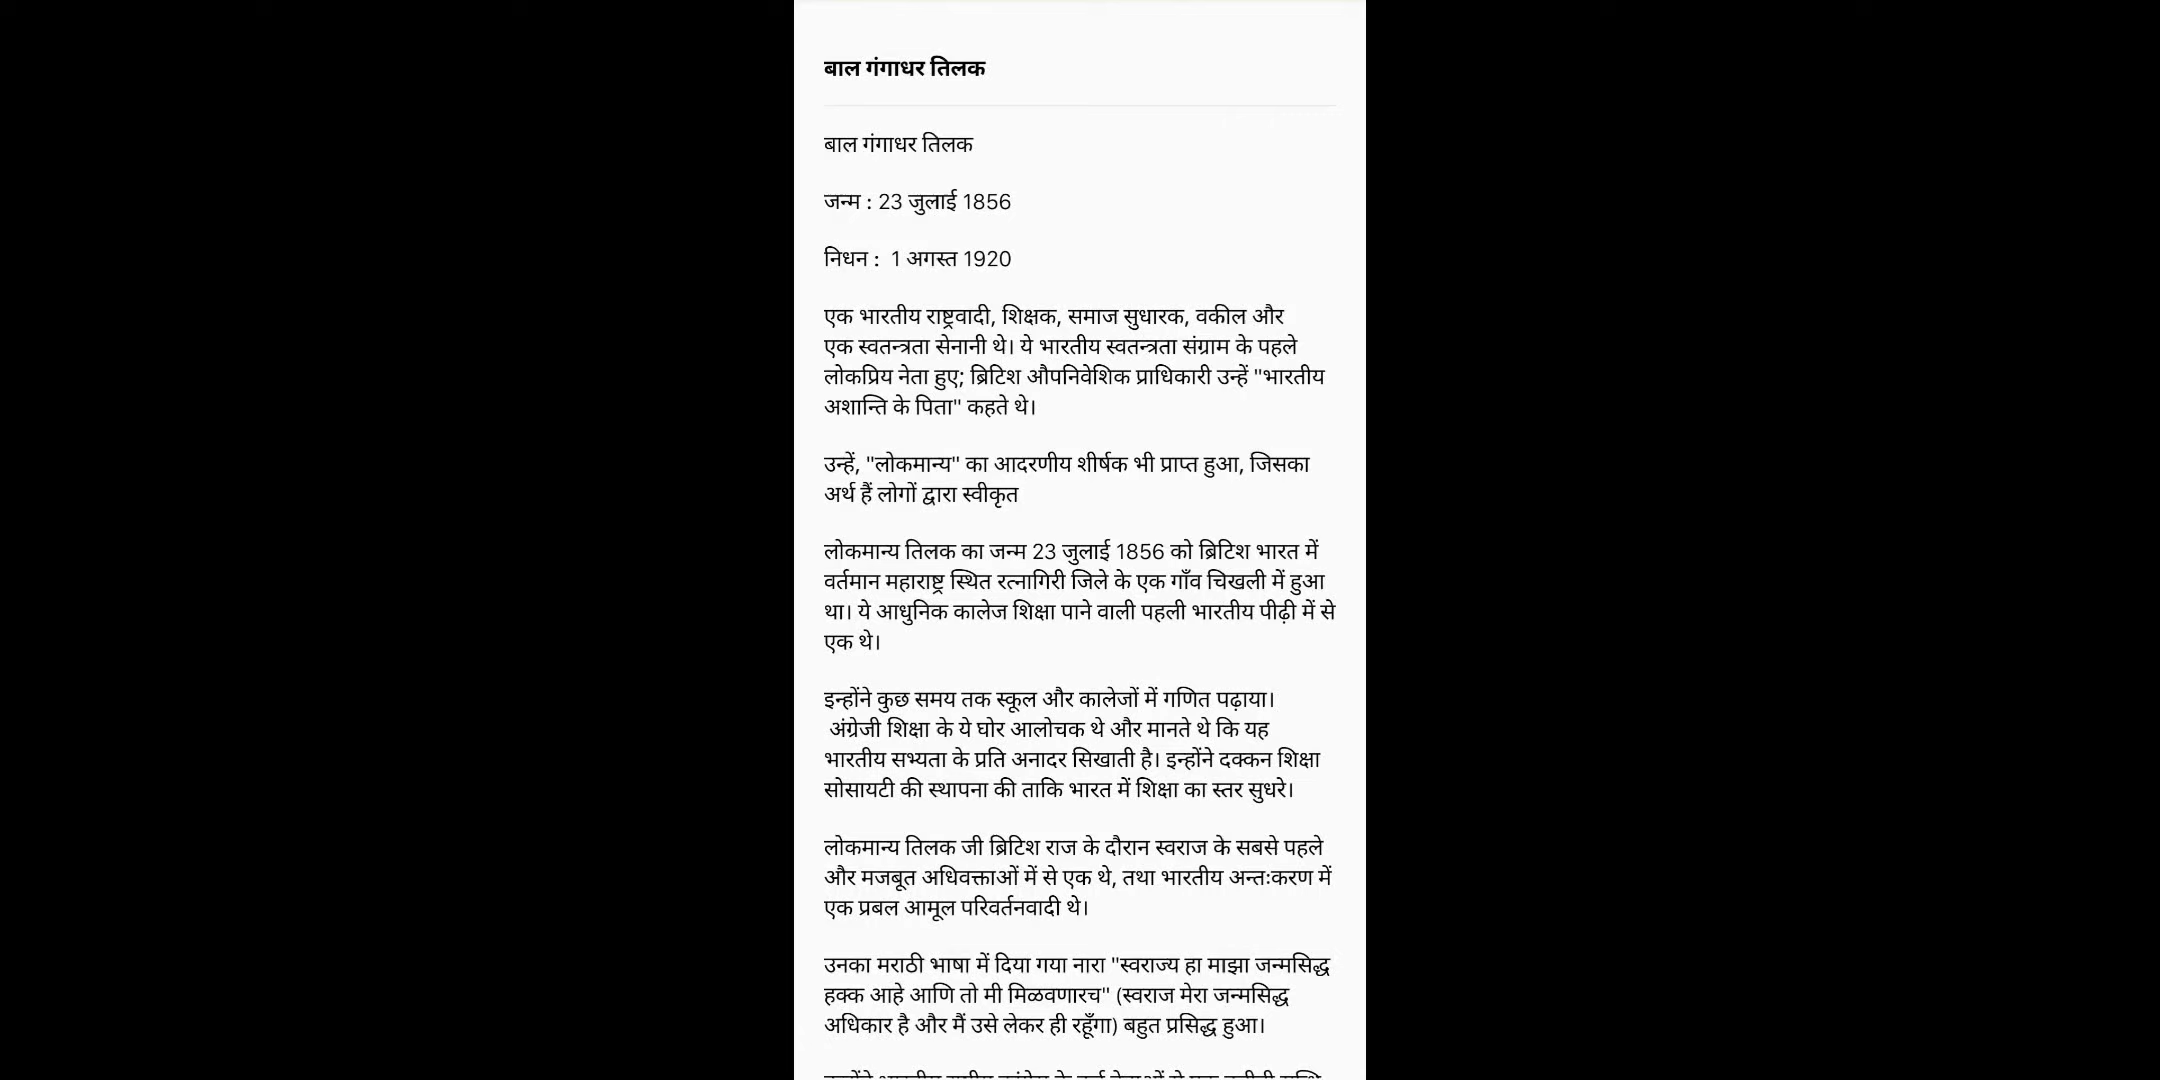 बाल गंगाधर तिलक
बाल गंगाधर तिलक
जन्म : 23 जुलाई 1856
निधन :  1 अगस्त 1920
एक भारतीय राष्ट्रवादी, शिक्षक, समाज सुधारक, वकील और
एक स्वतन्त्रता सेनानी थे। ये भारतीय स्वतन्त्रता संग्राम के पहले
लोकप्रिय नेता हुए; ब्रिटिश औपनिवेशिक प्राधिकारी उन्हें "भारतीय
अशान्ति के पिता" कहते थे।
उन्हें, "लोकमान्य" का आदरणीय शीर्षक भी प्राप्त हुआ, जिसका
अर्थ हैं लोगों द्वारा स्वीकृत
लोकमान्य तिलक का जन्म 23 जुलाई 1856 को ब्रिटिश भारत में
वर्तमान महाराष्ट्र स्थित रत्नागिरी जिले के एक गाँव चिखली में हुआ
था। ये आधुनिक कालेज शिक्षा पाने वाली पहली भारतीय पीढ़ी में से
एक थे।
इन्होंने कुछ समय तक स्कूल और कालेजों में गणित पढ़ाया।
अंग्रेजी शिक्षा के ये घोर आलोचक थे और मानते थे कि यह
भारतीय सभ्यता के प्रति अनादर सिखाती है। इन्होंने दक्कन शिक्षा
सोसायटी की स्थापना की ताकि भारत में शिक्षा का स्तर सुधरे।
लोकमान्य तिलक जी ब्रिटिश राज के दौरान स्वराज के सबसे पहले
और मजबूत अधिवक्ताओं में से एक थे, तथा भारतीय अन्तःकरण में
एक प्रबल आमूल परिवर्तनवादी थे।
उनका मराठी भाषा में दिया गया नारा "स्वराज्य हा माझा जन्मसिद्ध
हक्क आहे आणि तो मी मिळवणारच" (स्वराज मेरा जन्मसिद्ध
अधिकार है और मैं उसे लेकर ही रहूँगा) बहुत प्रसिद्ध हुआ।